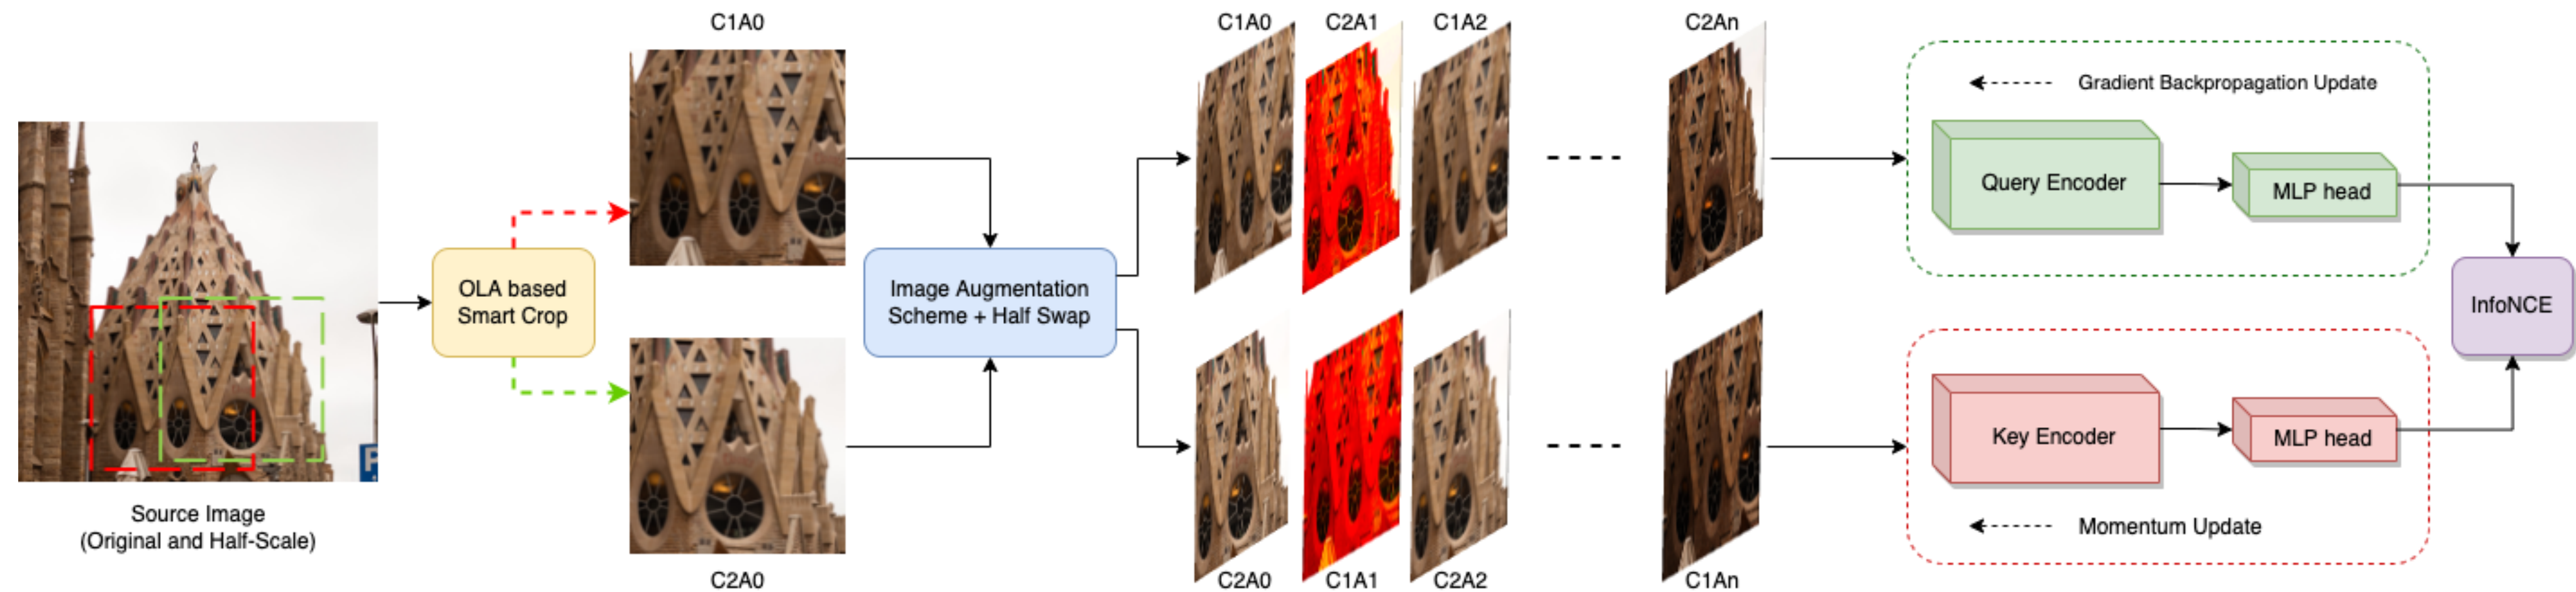 Source Image
(Original and Half-Scale)
OLA based
Smart Crop
C1A0
C2A0
Image Augmentation
Scheme + Half Swap
C1A0
C2A1
C1A2
C2An
C2A0
C1A1
C2A2
C1An
Gradient Backpropagation Update
Query Encoder
MLP head
Key Encoder
MLP head
Momentum Update
InfoNCE
P